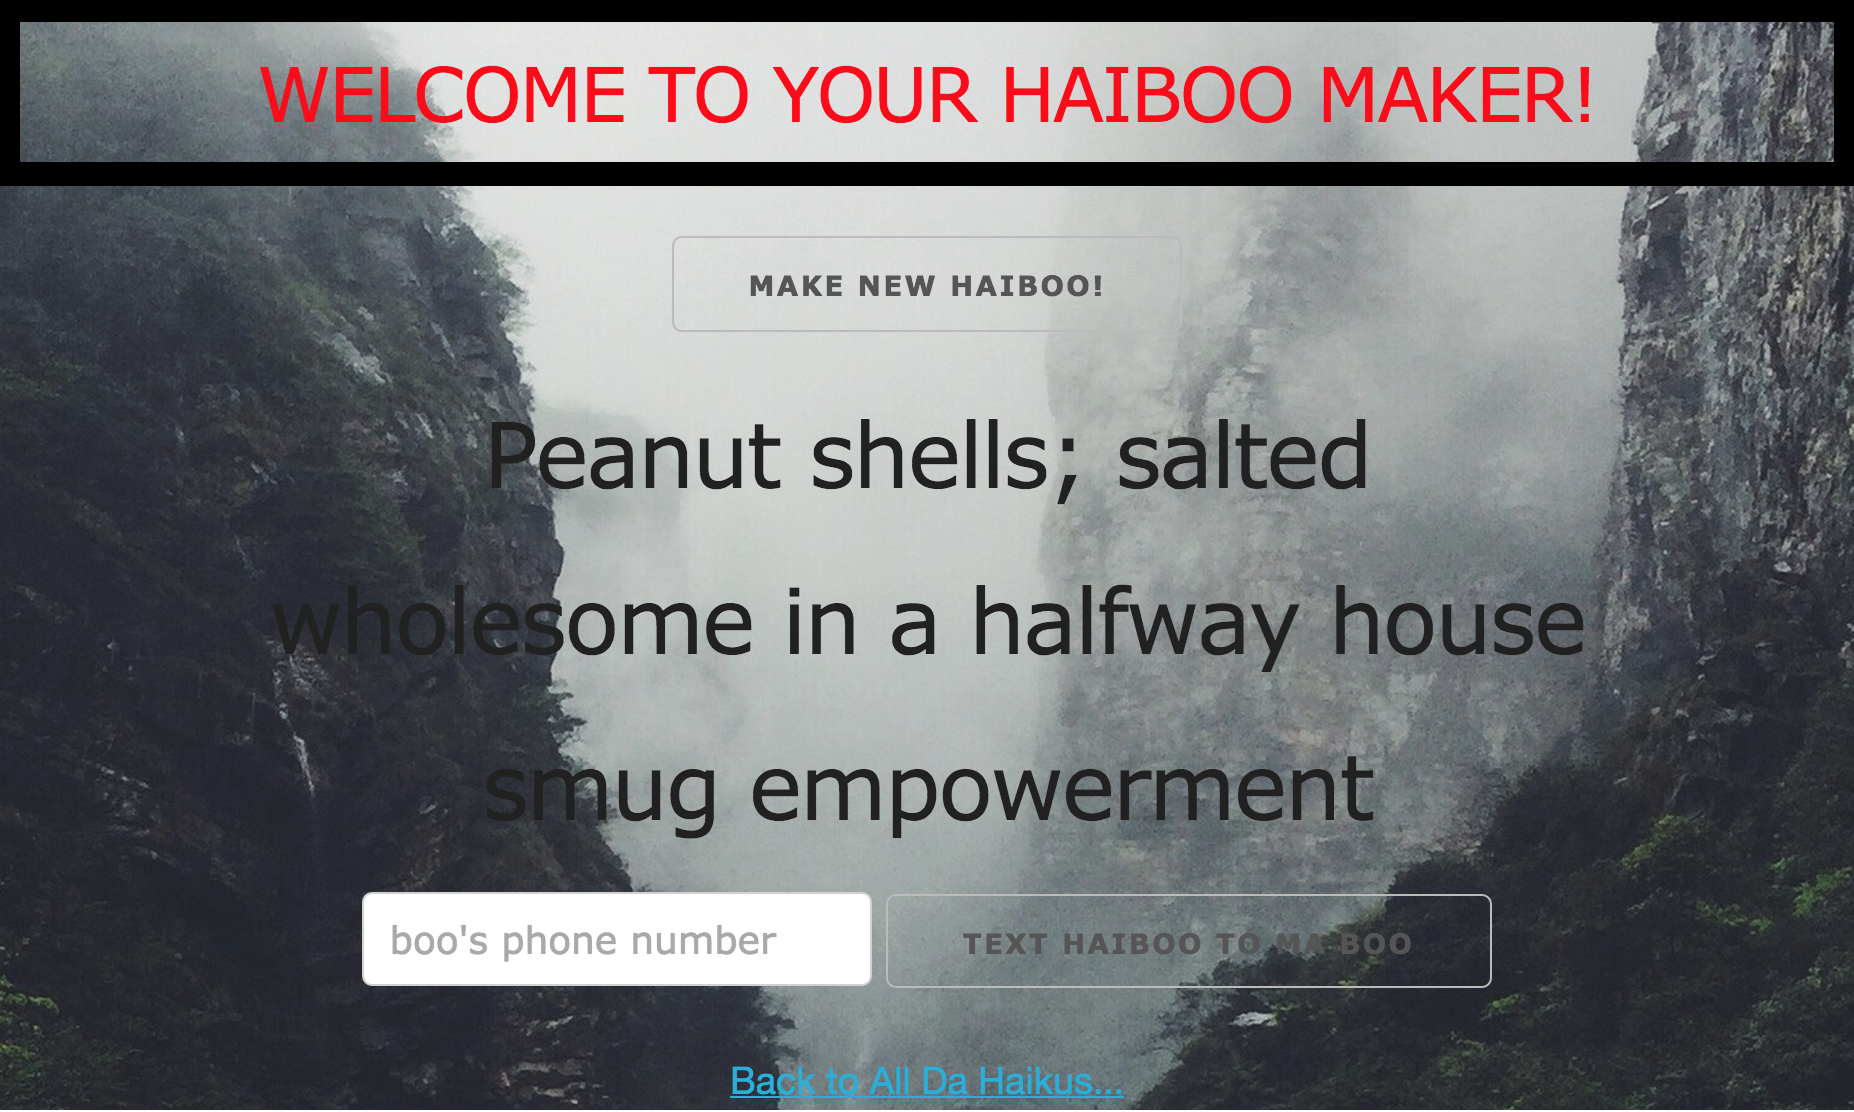 WELCOME TO YOUR HAIBOO MAKER!
MAKE NEW HAIBOO!
Peanut shells; salted
wholesome in a halfway house
smug empowerment
boo's phone number
TEXT HAIBOO TO MA BOO
Back to All Da Haikus...